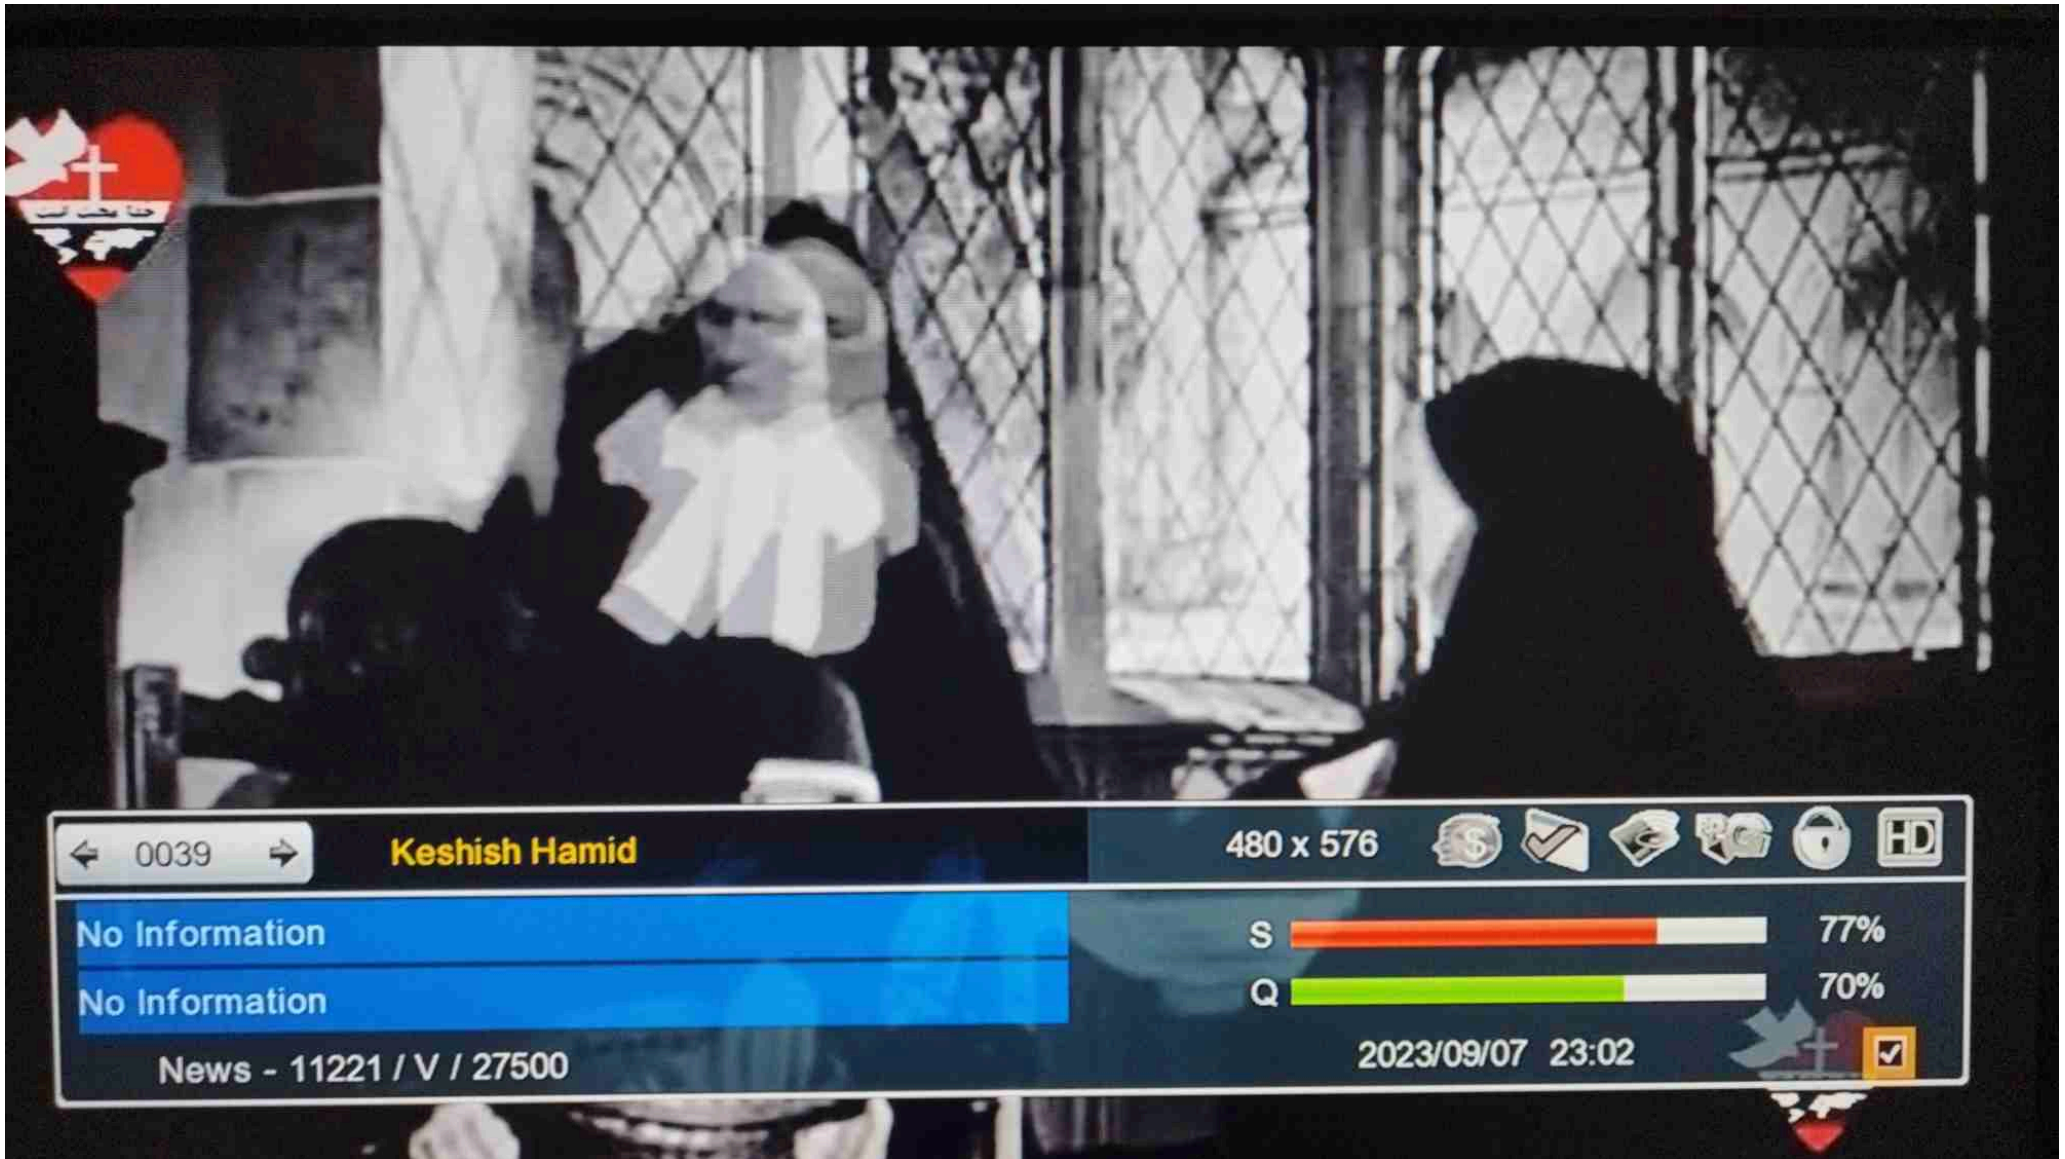 0039
Keshish Hamid
480 x 576
HD
No Information
S
77%
No Information
Q
70%
News - 11221 / V / 27500
2023/09/07 23:02